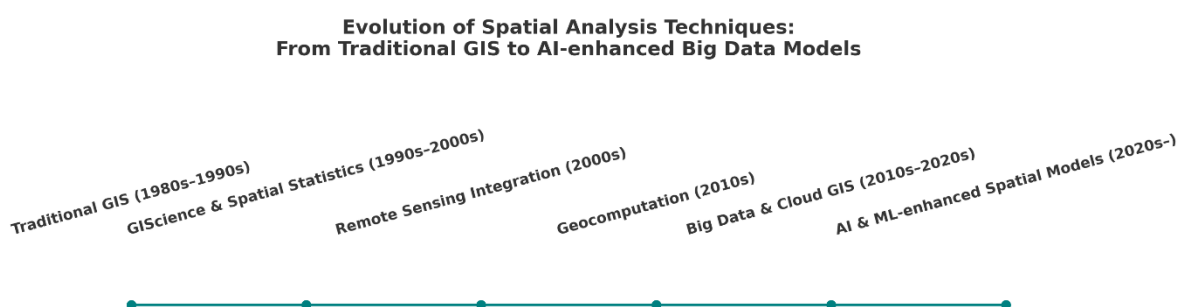 Evolution of Spatial Analysis Techniques:
From Traditional GIS to AI-enhanced Big Data Models
Traditional GIS (1980s–1990s)
GIScience & Spatial Statistics (1990s–2000s)
Remote Sensing Integration (2000s)
Geocomputation (2010s)
Big Data & Cloud GIS (2010s–2020s)
AI & ML-enhanced Spatial Models (2020s–)